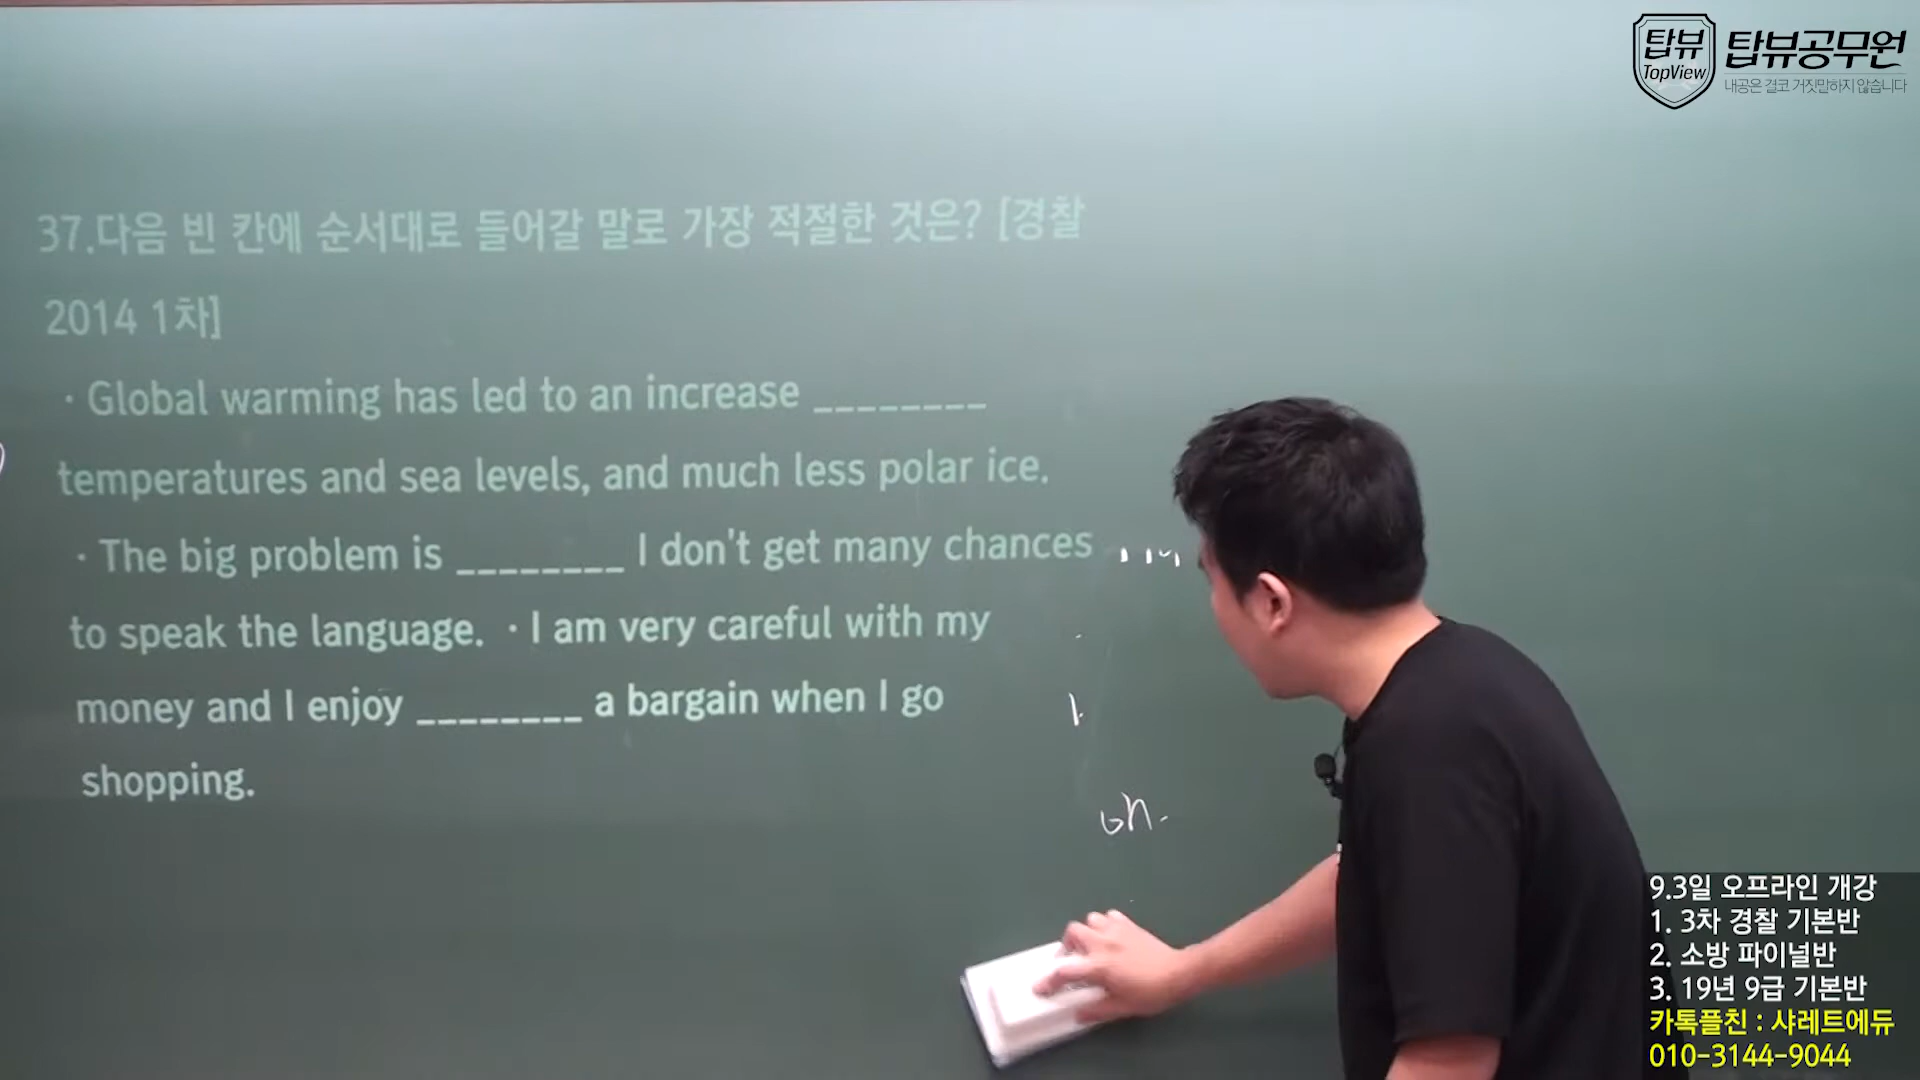 탑뷰
TopView
탑뷰공무원
내공은 결코 거짓말하지 않습니다
37.다음 빈 칸에 순서대로 들어갈 말로 가장 적절한 것은? [경찰
2014 1차]
· Global warming has led to an increase ________
temperatures and sea levels, and much less polar ice.
· The big problem is ________ I don't get many chances
to speak the language. · I am very careful with my
money and I enjoy ________ a bargain when I go
shopping.
on.
9.3일 오프라인 개강
1. 3차 경찰 기본반
2. 소방 파이널반
3. 19년 9급 기본반
카톡플친 : 샤레트에듀
010-3144-9044